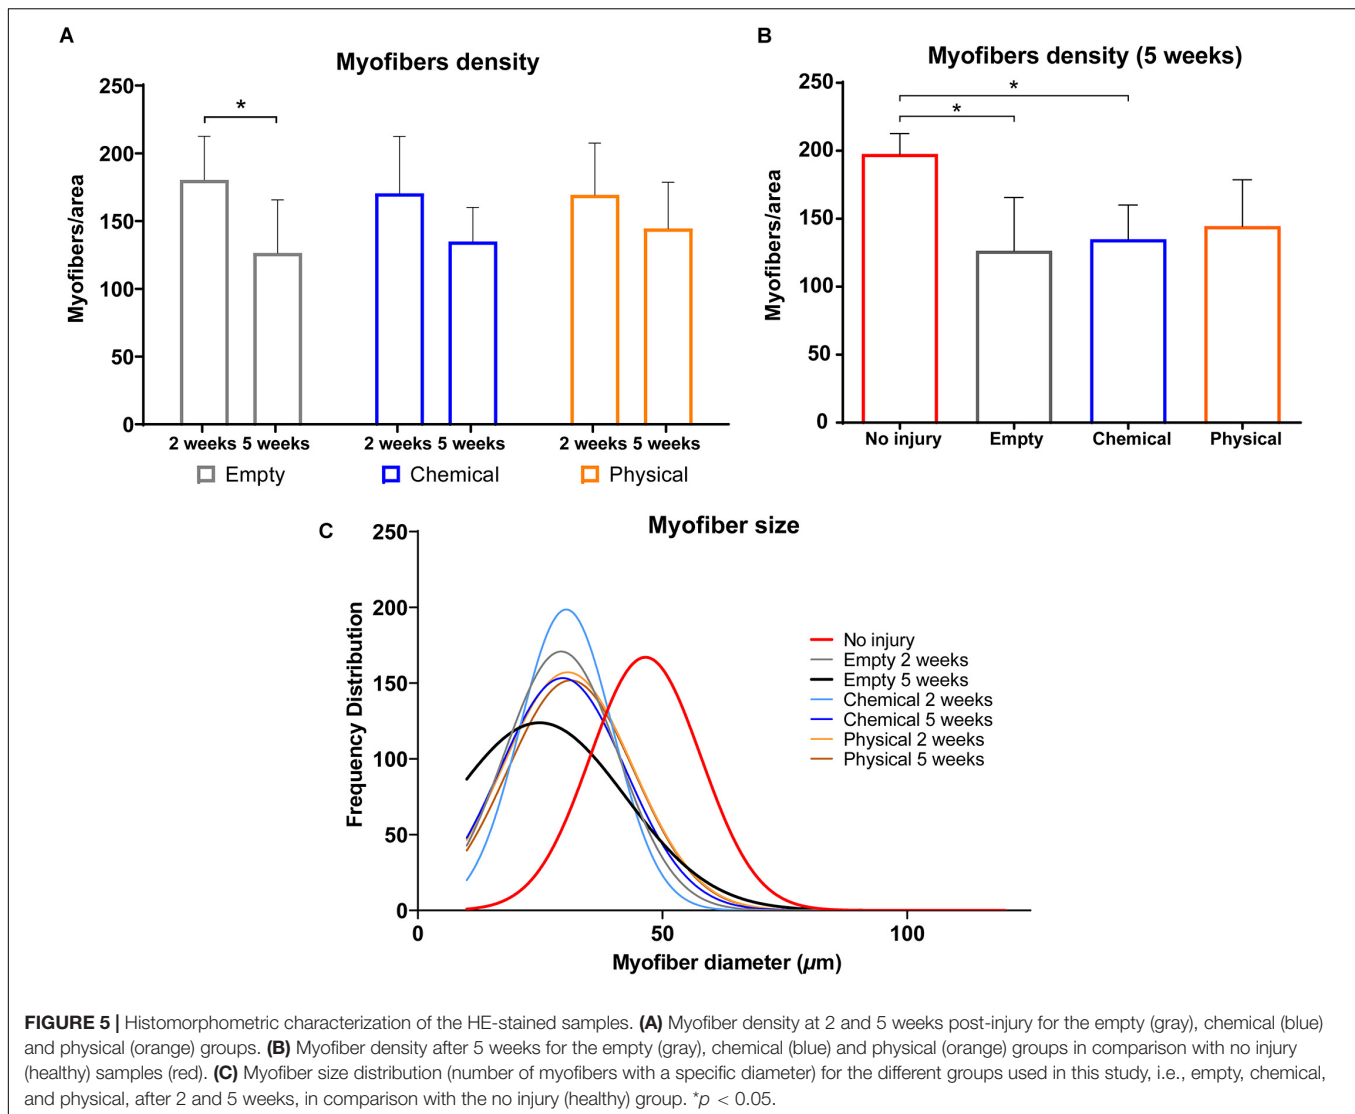 A
Myofibers density
250
200
150
100
50
0
Myofibers/area
*
2 weeks 5 weeks
2 weeks 5 weeks
2 weeks 5 weeks
Empty
Chemical
Physical
B
Myofibers density (5 weeks)
250
200
150
100
50
0
Myofibers/area
*
*
No injury
Empty
Chemical
Physical
C
Myofiber size
250
200
150
100
50
0
Frequency Distribution
0
50
100
Myofiber diameter (µm)
No injury
Empty 2 weeks
Empty 5 weeks
Chemical 2 weeks
Chemical 5 weeks
Physical 2 weeks
Physical 5 weeks
FIGURE 5 | Histomorphometric characterization of the HE-stained samples. (A) Myofiber density at 2 and 5 weeks post-injury for the empty (gray), chemical (blue)
and physical (orange) groups. (B) Myofiber density after 5 weeks for the empty (gray), chemical (blue) and physical (orange) groups in comparison with no injury
(healthy) samples (red). (C) Myofiber size distribution (number of myofibers with a specific diameter) for the different groups used in this study, i.e., empty, chemical,
and physical, after 2 and 5 weeks, in comparison with the no injury (healthy) group. *p < 0.05.